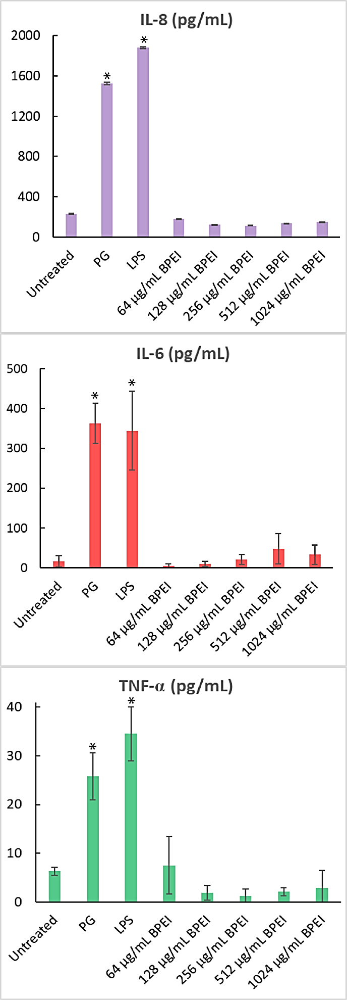 IL-8 (pg/mL)
2000
*
*
1600
1200
800
400
0
Untreated
PG
LPS
64 µg/mL BPEI
128 µg/mL BPEI
256 µg/mL BPEI
512 µg/mL BPEI
1024 µg/mL BPEI
IL-6 (pg/mL)
500
*
*
400
300
200
100
0
Untreated
PG
LPS
64 µg/mL BPEI
128 µg/mL BPEI
256 µg/mL BPEI
512 µg/mL BPEI
1024 µg/mL BPEI
TNF-α (pg/mL)
*
40
*
30
20
10
0
Untreated
PG
LPS
64 µg/mL BPEI
128 µg/mL BPEI
256 µg/mL BPEI
512 µg/mL BPEI
1024 µg/mL BPEI